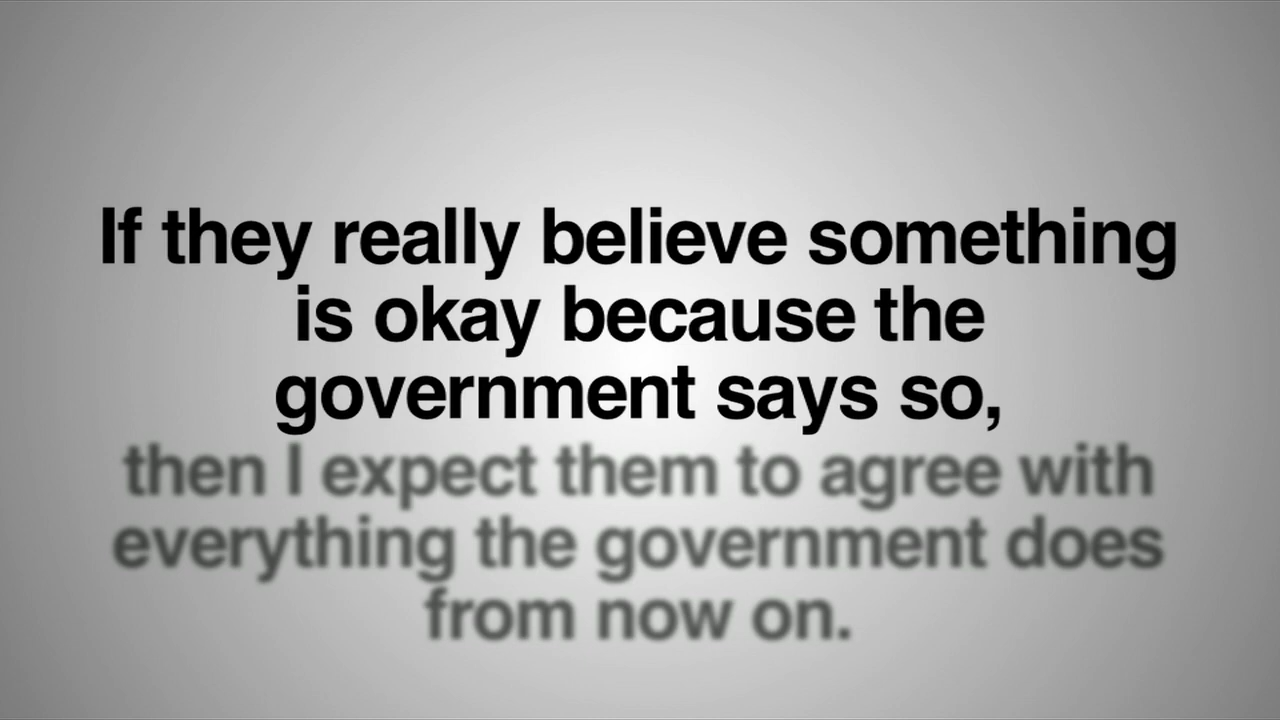 If they really believe something
is okay because the
government says so,
then I expect them to agree with
everything the government does
from now on.